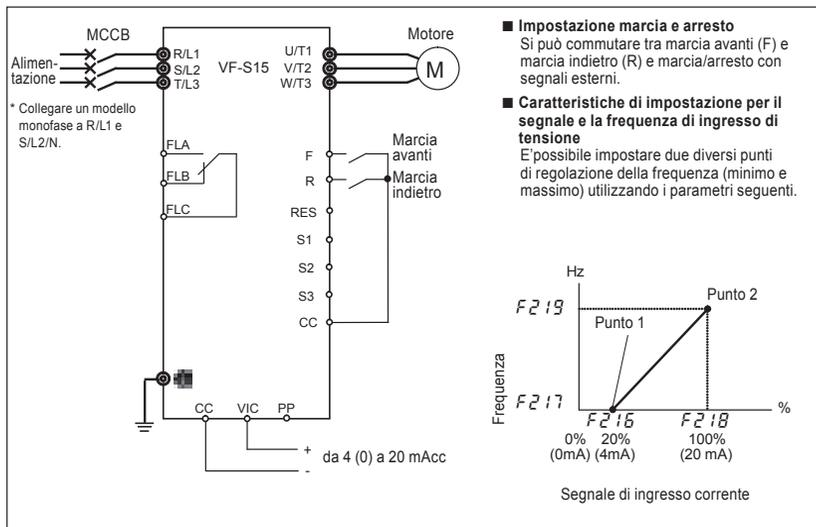 MCCB
Alimen-
tazione
R/L1
S/L2
T/L3
VF-S15
U/T1
V/T2
W/T3
Motore
M
* Collegare un modello
monofase a R/L1 e
S/L2/N.
FLA
FLB
FLC
F
R
RES
S1
S2
S3
CC
Marcia
avanti
Marcia
indietro
CC VIC PP
+
-
da 4 (0) a 20 mAcc
■ Impostazione marcia e arresto
Si può commutare tra marcia avanti (F) e
marcia indietro (R) e marcia/arresto con
segnali esterni.
■ Caratteristiche di impostazione per il
segnale e la frequenza di ingresso di
tensione
E'possibile impostare due diversi punti
di regolazione della frequenza (minimo e
massimo) utilizzando i parametri seguenti.
Hz
F219
Punto 1
Punto 2
Frequenza
F217
F216 F218
%
0% 20% 100%
(0mA) (4mA) (20 mA)
Segnale di ingresso corrente